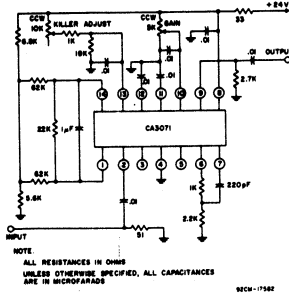 CCW
10K
KILLER ADJUST
CCW
5K
GAIN
33
+24V
6.8K
1K
18K
.01
.01
.01
.01
.01
.01
OUTPUT
2.7K
62K
22K
1μF
62K
14
13
12
11
10
9
8
CA3071
1
2
3
4
5
6
7
5.6K
.01
1K
220pF
2.2K
INPUT
51
NOTE:
ALL RESISTANCES IN OHMS
UNLESS OTHERWISE SPECIFIED, ALL CAPACITANCES
ARE IN MICROFARADS
92CM-17582